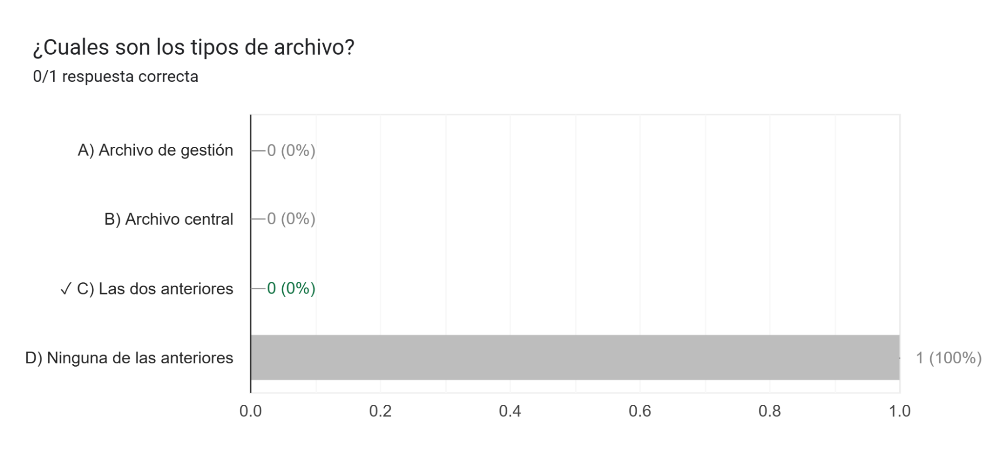 ¿Cuales son los tipos de archivo?
0/1 respuesta correcta
A) Archivo de gestión
0 (0%)
B) Archivo central
0 (0%)
✓ C) Las dos anteriores
0 (0%)
D) Ninguna de las anteriores
1 (100%)
0.0 0.2 0.4 0.6 0.8 1.0